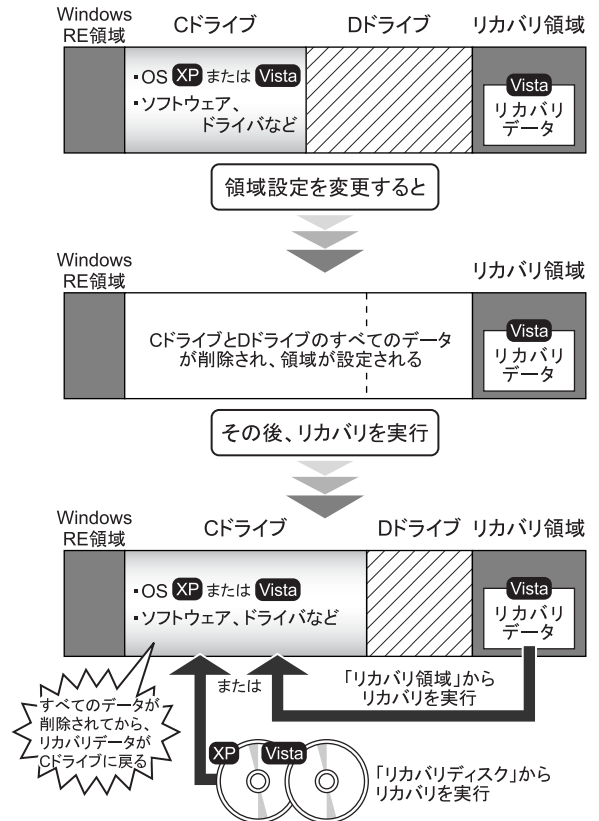 Windows
RE領域
Cドライブ
Dドライブ
リカバリ領域
▪OS XP または Vista
▪ソフトウェア、
ドライバなど
Vista
リカバリ
データ
領域設定を変更すると
Windows
RE領域
リカバリ領域
CドライブとDドライブのすべてのデータ
が削除され、領域が設定される
Vista
リカバリ
データ
その後、リカバリを実行
Windows
RE領域
Cドライブ
Dドライブ
リカバリ領域
▪OS XP または Vista
▪ソフトウェア、ドライバなど
Vista
リカバリ
データ
すべてのデータが
削除されてから、
リカバリデータが
Cドライブに戻る
または
「リカバリ領域」から
リカバリを実行
XP
Vista
「リカバリディスク」から
リカバリを実行